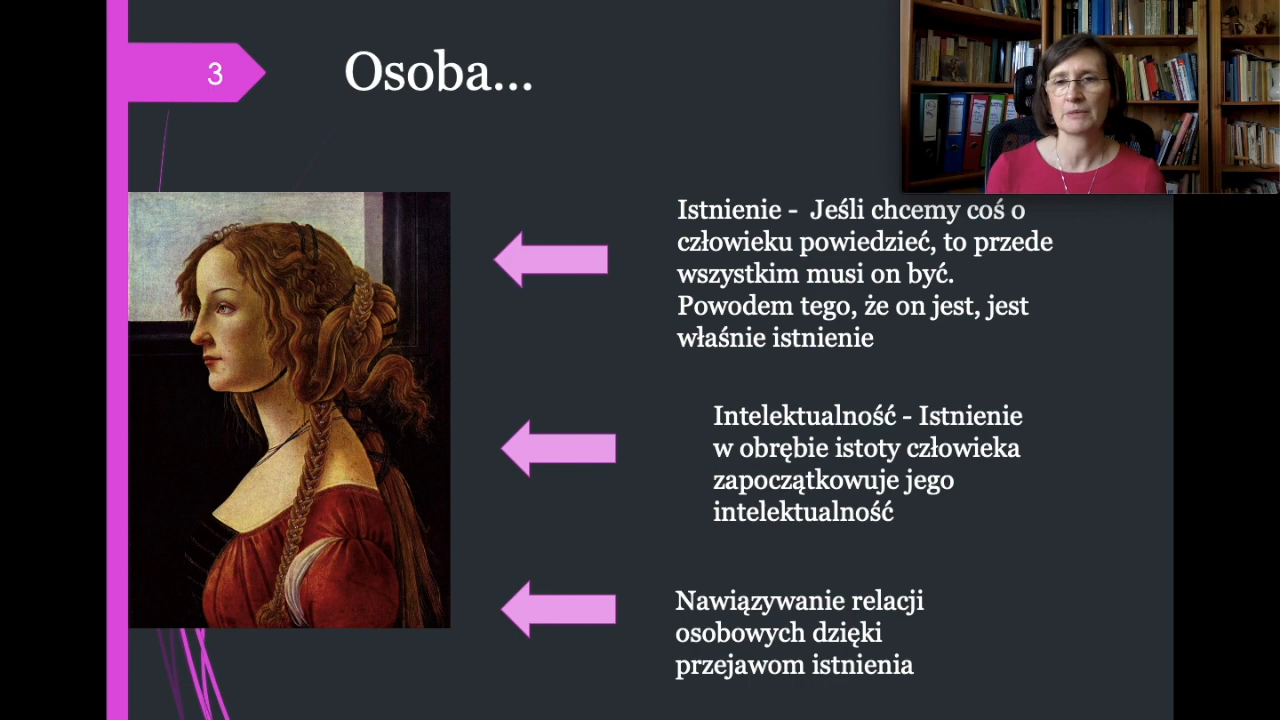 3
Osoba...
Istnienie - Jeśli chcemy coś o
człowieku powiedzieć, to przede
wszystkim musi on być.
Powodem tego, że on jest, jest
właśnie istnienie
Intelektualność - Istnienie
w obrębie istoty człowieka
zapoczątkowuje jego
intelektualność
Nawiązywanie relacji
osobowych dzięki
przejawom istnienia